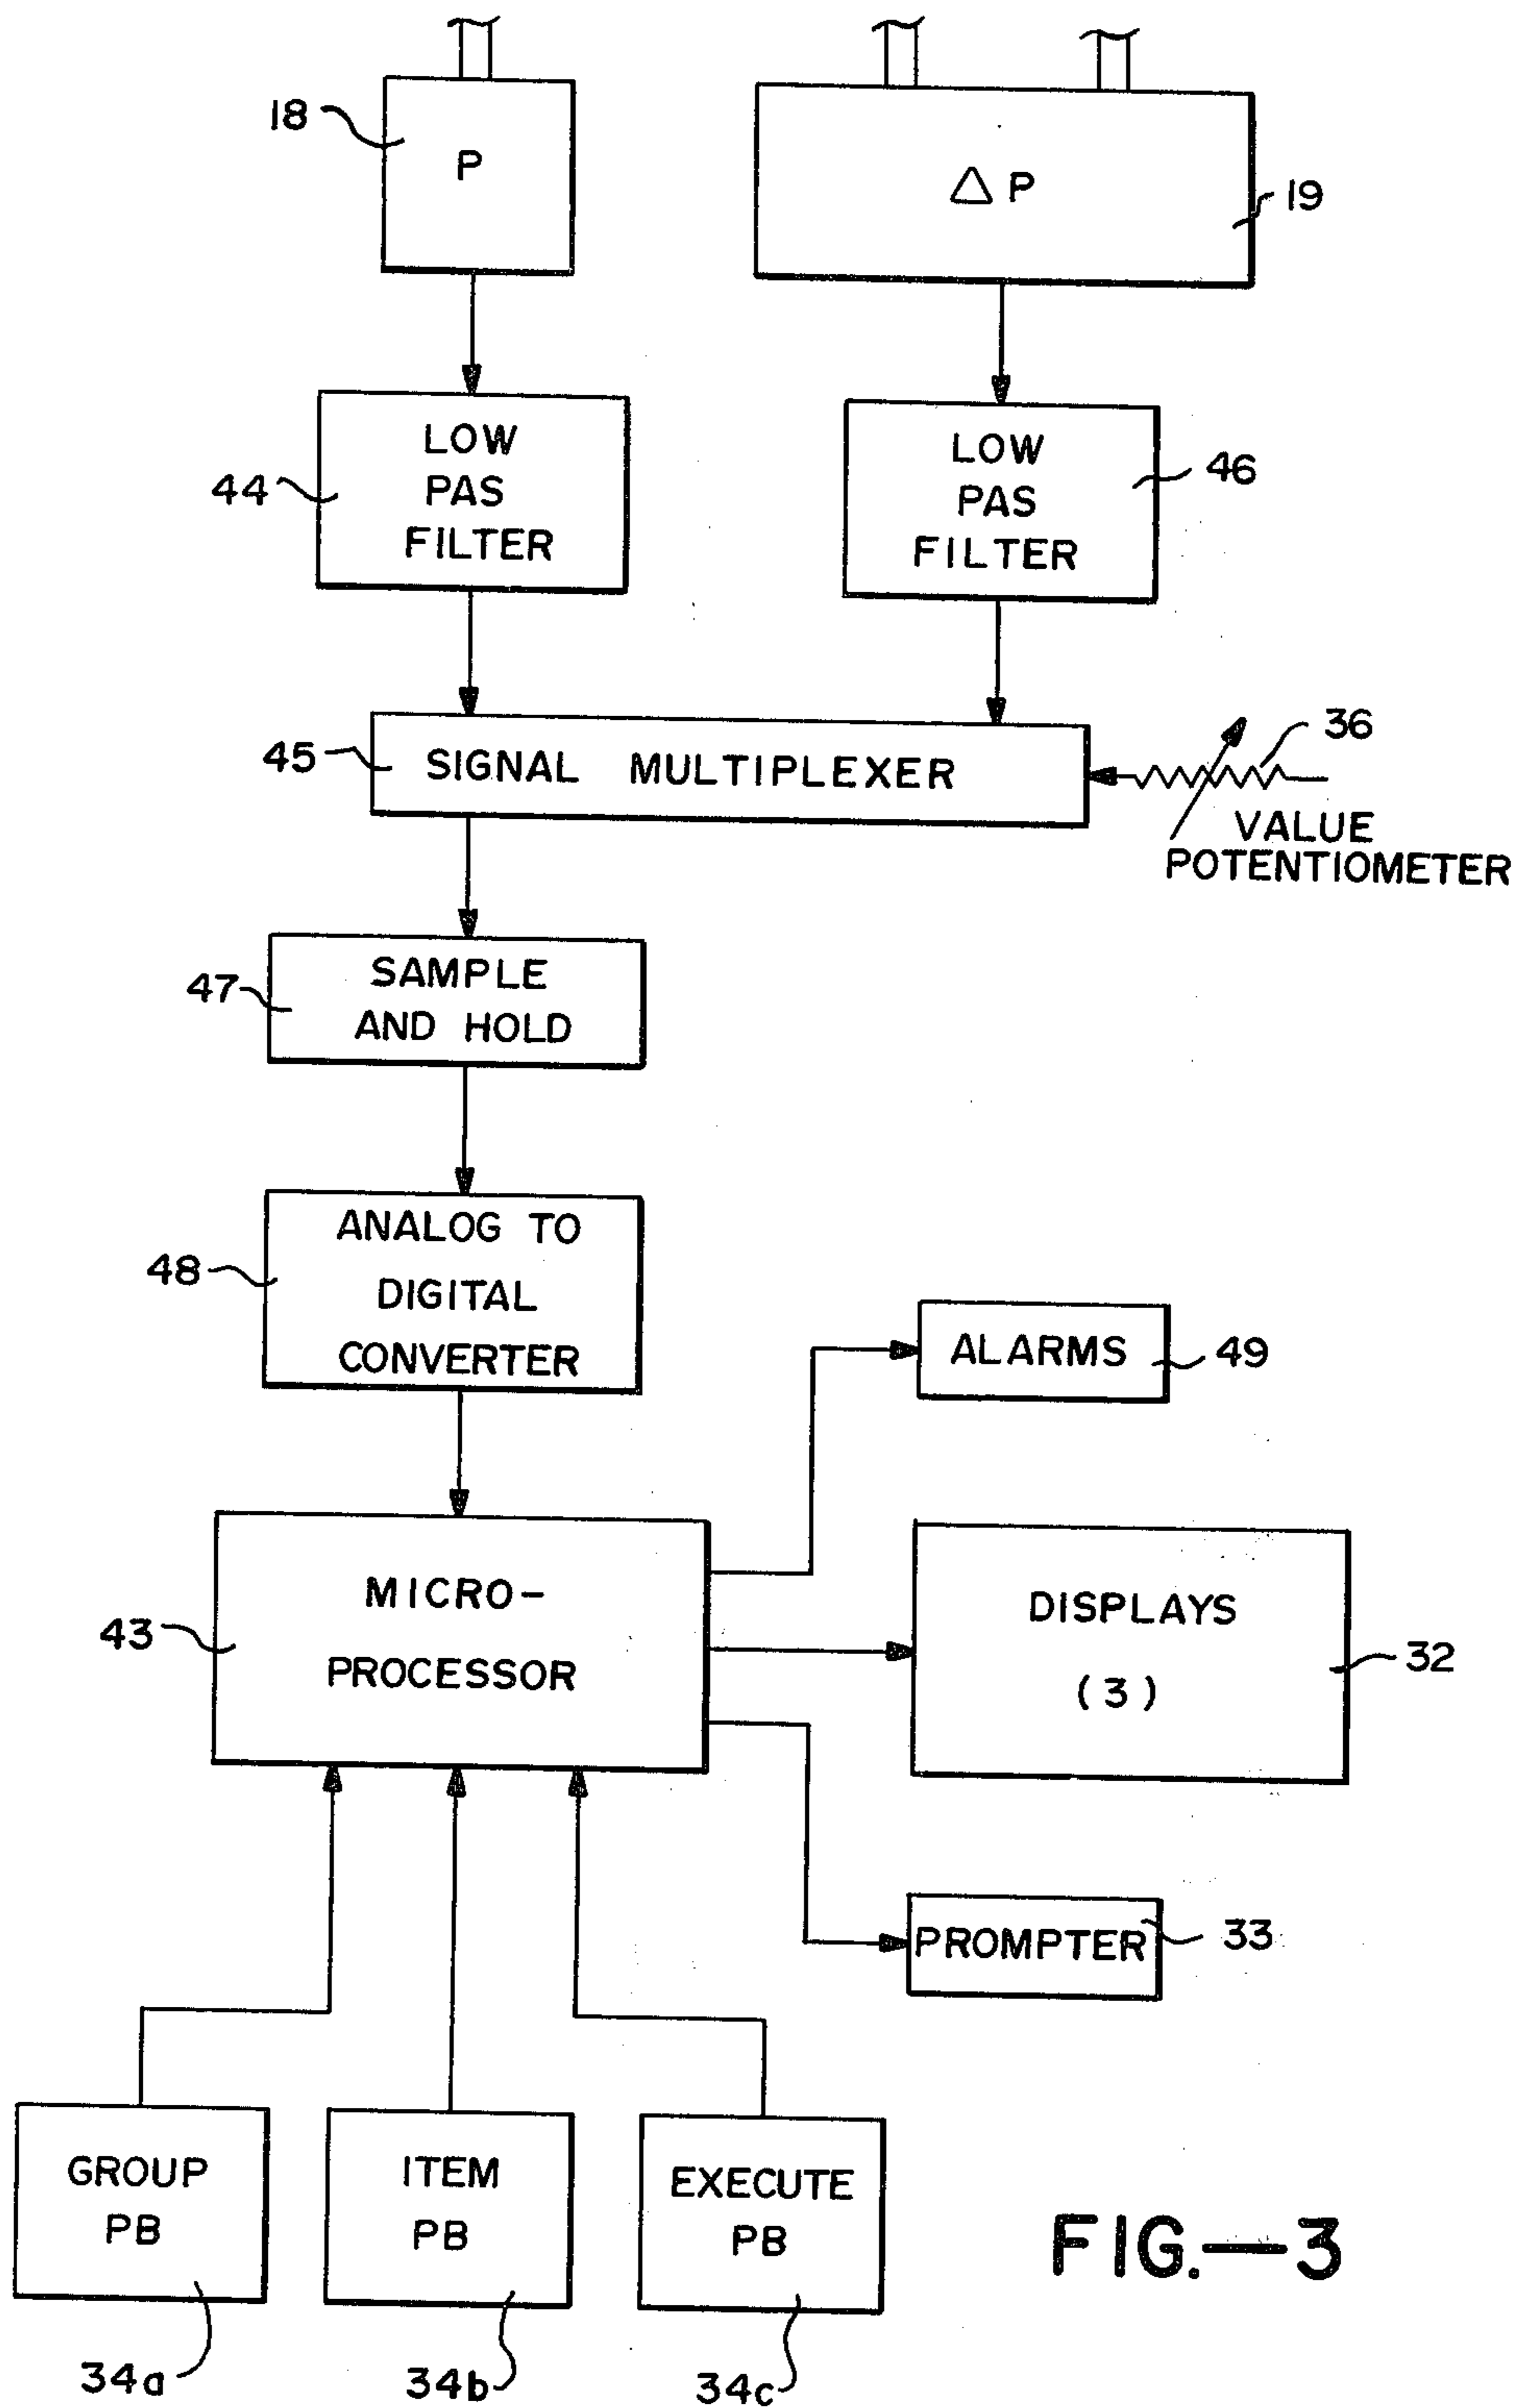 18
P
△ P
19
44
LOW
PAS
FILTER
LOW
PAS
FILTER
46
45
SIGNAL MULTIPLEXER
36
VALUE
POTENTIOMETER
47
SAMPLE
AND HOLD
48
ANALOG TO
DIGITAL
CONVERTER
ALARMS
49
43
MICRO-
PROCESSOR
DISPLAYS
(3)
32
PROMPTER
33
GROUP
PB
ITEM
PB
EXECUTE
PB
34a
34b
34c
FIG.—3